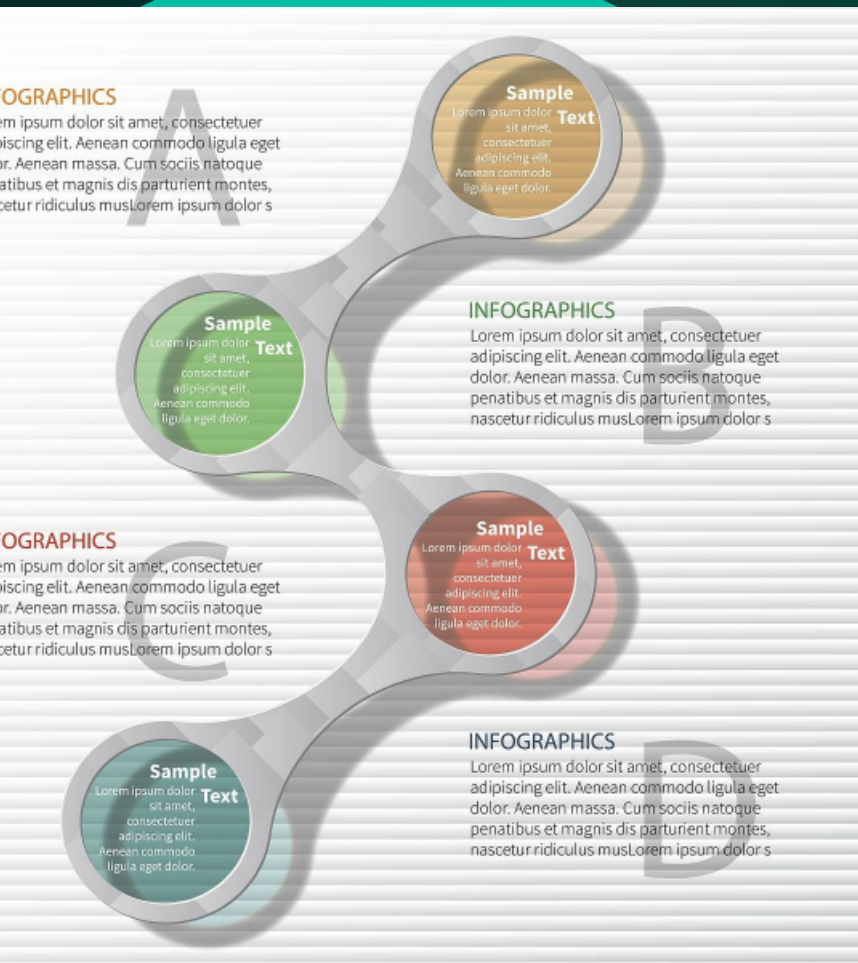 FOGRAPHICS
em ipsum dolor sit amet, consectetuer
piscing elit. Aenean commodo ligula eget
or. Aenean massa. Cum sociis natoque
atibus et magnis dis parturient montes,
cetur ridiculus musLorem ipsum dolor s
A
Sample
Text
Lorem ipsum dolor
sit amet,
consectetuer
adipiscing elit.
Aenean commodo
ligula eget dolor.
Sample
Text
Lorem ipsum dolor
sit amet,
consectetuer
adipiscing elit.
Aenean commodo
ligula eget dolor.
INFOGRAPHICS
Lorem ipsum dolor sit amet, consectetuer
adipiscing elit. Aenean commodo ligula eget
dolor. Aenean massa. Cum sociis natoque
penatibus et magnis dis parturient montes,
nascetur ridiculus musLorem ipsum dolor s
B
FOGRAPHICS
em ipsum dolor sit amet, consectetuer
piscing elit. Aenean commodo ligula eget
or. Aenean massa. Cum sociis natoque
atibus et magnis dis parturient montes,
cetur ridiculus musLorem ipsum dolor s
C
Sample
Text
Lorem ipsum dolor
sit amet,
consectetuer
adipiscing elit.
Aenean commodo
ligula eget dolor.
Sample
Text
Lorem ipsum dolor
sit amet,
consectetuer
adipiscing elit.
Aenean commodo
ligula eget dolor.
INFOGRAPHICS
Lorem ipsum dolor sit amet, consectetuer
adipiscing elit. Aenean commodo ligula eget
dolor. Aenean massa. Cum sociis natoque
penatibus et magnis dis parturient montes,
nascetur ridiculus musLorem ipsum dolor s
D